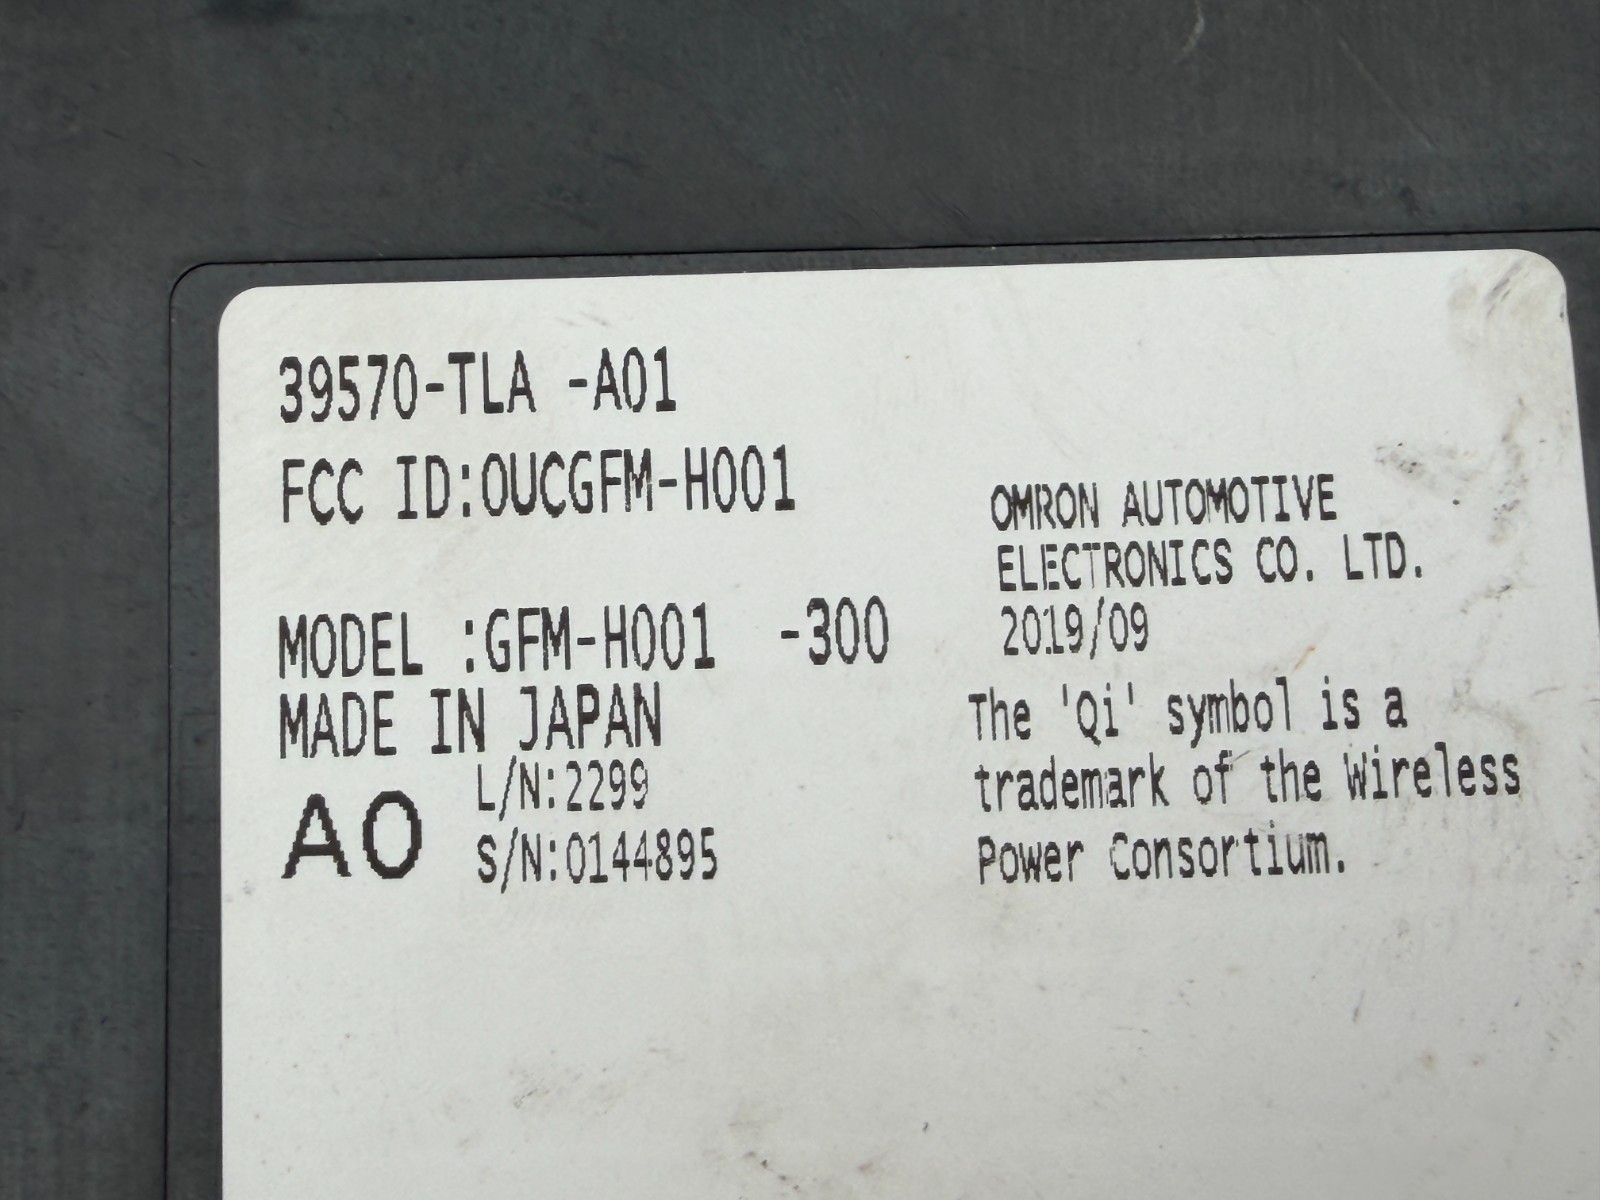 39570-TLA -A01
FCC ID:OUCGFM-H001
MODEL :GFM-H001 -300
MADE IN JAPAN
L/N:2299
A0 S/N:0144895
OMRON AUTOMOTIVE
ELECTRONICS CO. LTD.
2019/09
The 'Qi' symbol is a
trademark of the Wireless
Power Consortium.